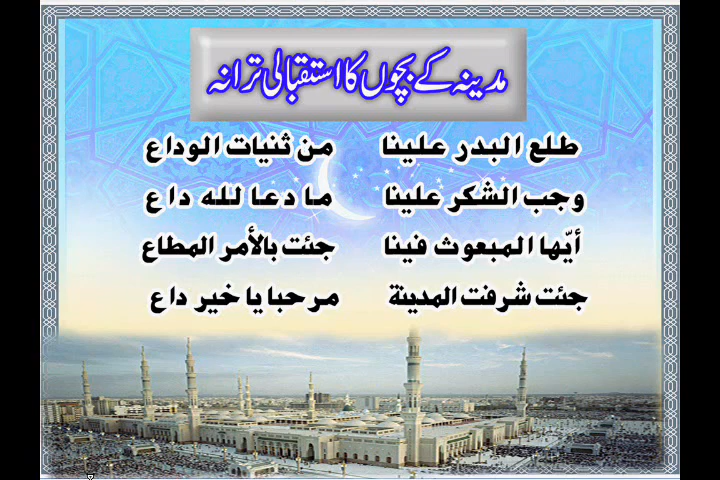 مدینہ کے بچوں کا استقبالی ترانہ
طلع البدر علينا من ثنيات الوداع
وجب الشكر علينا ما دعا لله داع
أيّها المبعوث فينا جئت بالأمر المطاع
جئت شرفت المدينة مرحبا يا خير داع